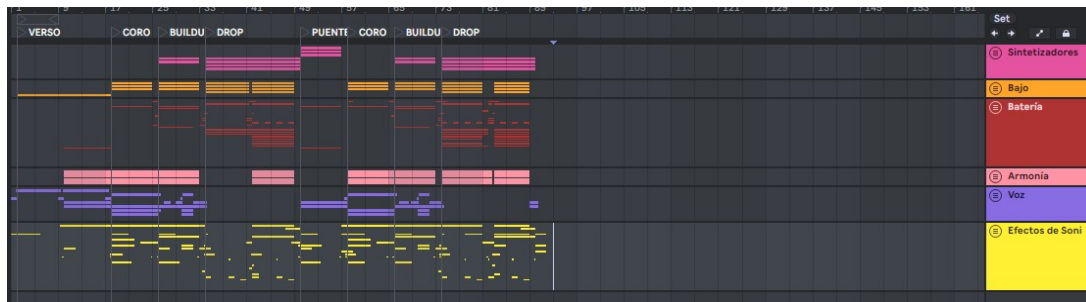 1 9 17 25 33 41 49 57 65 73 81 89 97 105 113 121 129 137 145 153 161
Set
VERSO CORO BUILDU DROP PUENTE CORO BUILDU DROP
Sintetizadores
Bajo
Batería
Armonía
Voz
Efectos de Soni